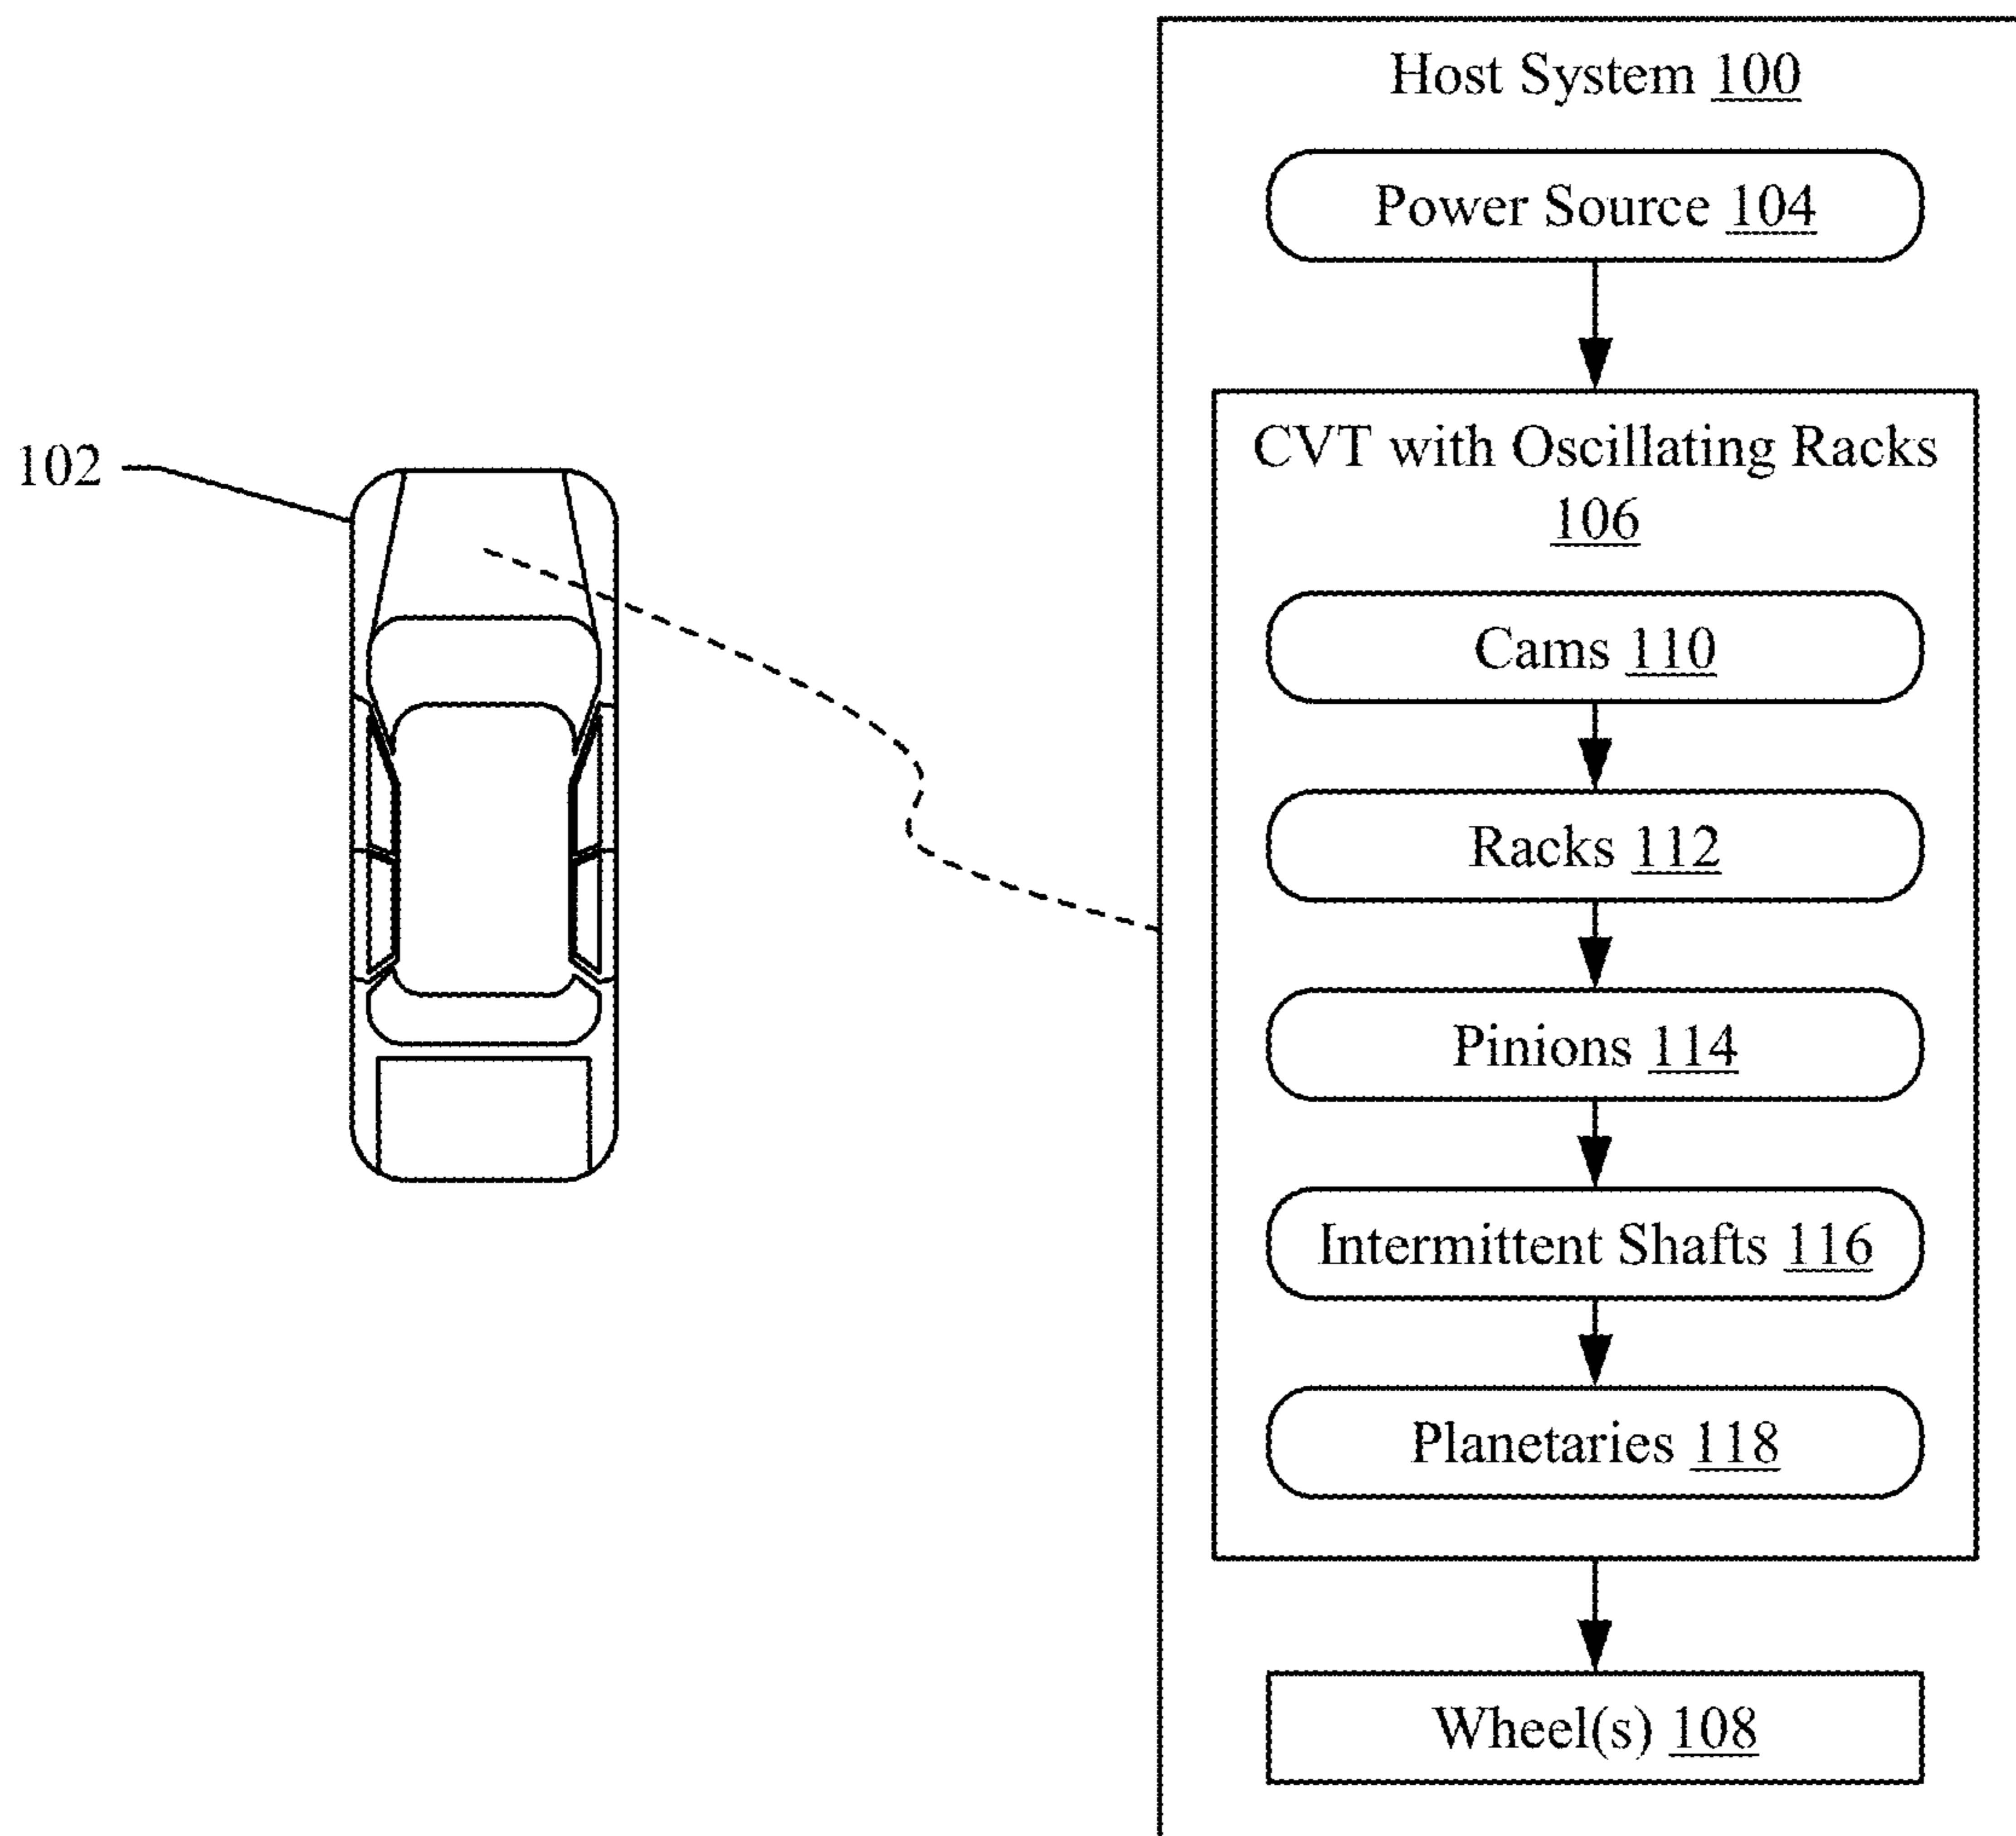 Host System 100
Power Source 104
102
CVT with Oscillating Racks
106
Cams 110
Racks 112
Pinions 114
Intermittent Shafts 116
Planetaries 118
Wheel(s) 108